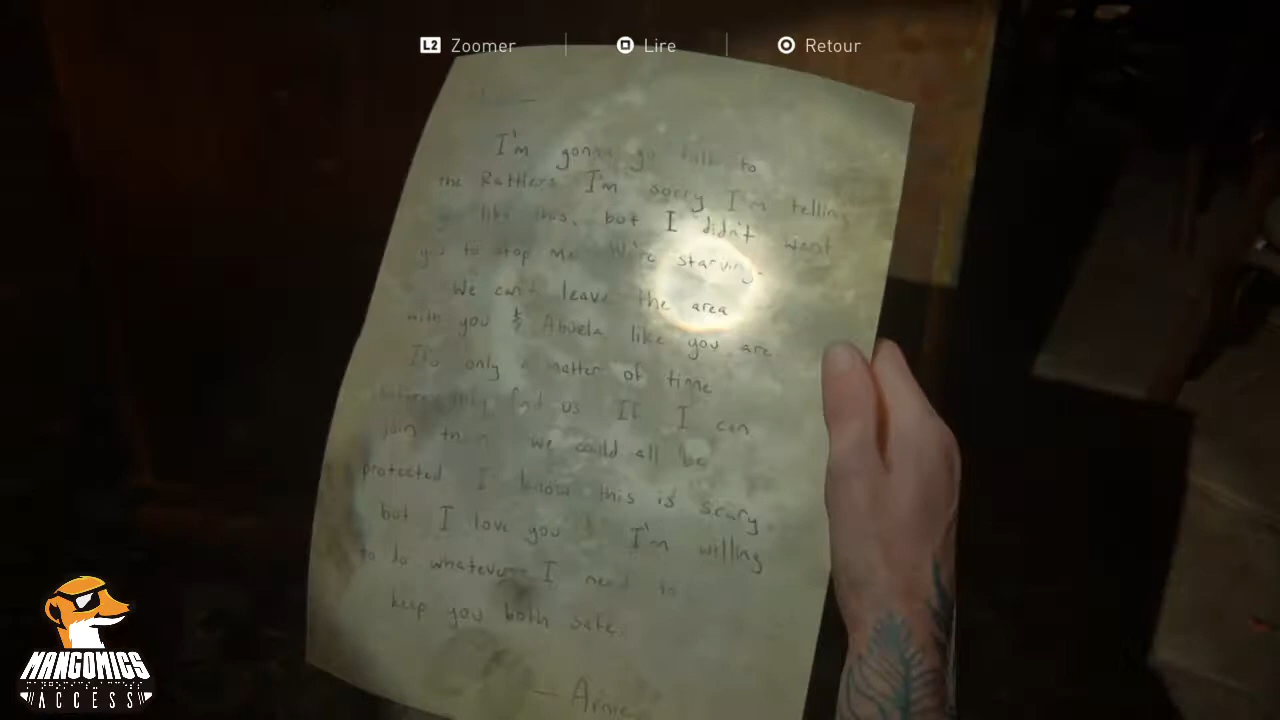 L2 Zoomer | Lire | Retour
I'm gonna go talk to
the Rattlers. I'm sorry I'm telling
you like this, but I didn't want
you to stop me. We're starving.
We can't leave the area
with you & Abuela like you are.
It's only a matter of time
before they find us. If I can
join them we could all be
protected. I know this is scary
but I love you I'm willing
to do whatever I need to
keep you both safe.
MANGOMICS
ACCESS